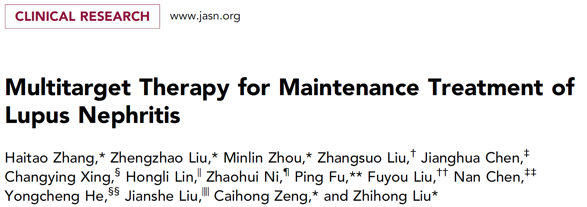 CLINICAL RESEARCH www.jasn.org
Multitarget Therapy for Maintenance Treatment of
Lupus Nephritis
Haitao Zhang,* Zhengzhao Liu,* Minlin Zhou,* Zhangsuo Liu,† Jianghua Chen,‡
Changying Xing,§ Hongli Lin,‖ Zhaohui Ni,¶ Ping Fu,** Fuyou Liu,†† Nan Chen,‡‡
Yongcheng He,§§ Jianshe Liu,‖‖ Caihong Zeng,* and Zhihong Liu*